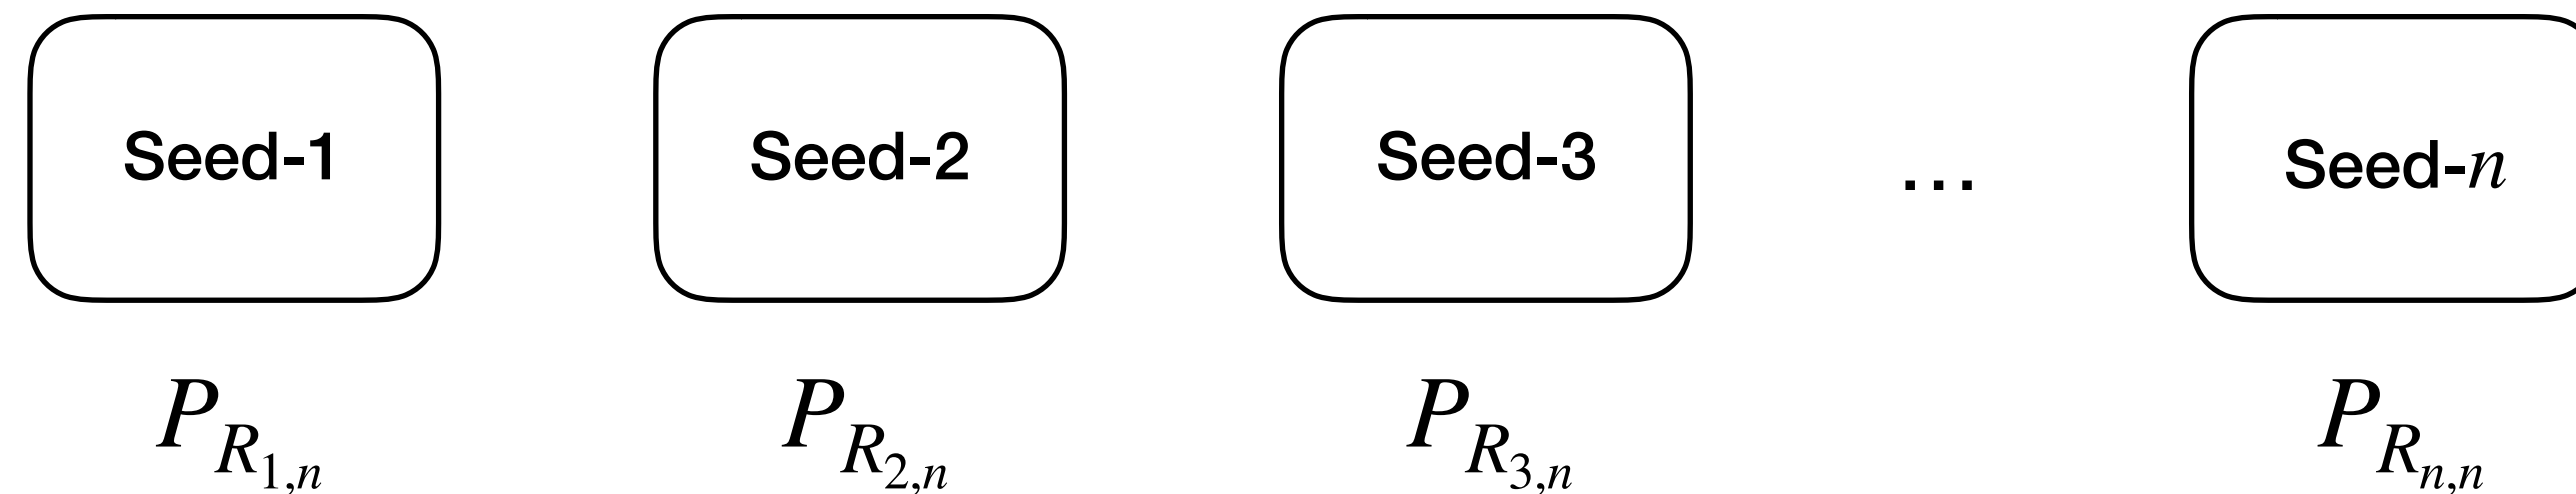 Seed-1 Seed-2 Seed-3 … Seed-n
P_{R_{1,n}} P_{R_{2,n}} P_{R_{3,n}} P_{R_{n,n}}